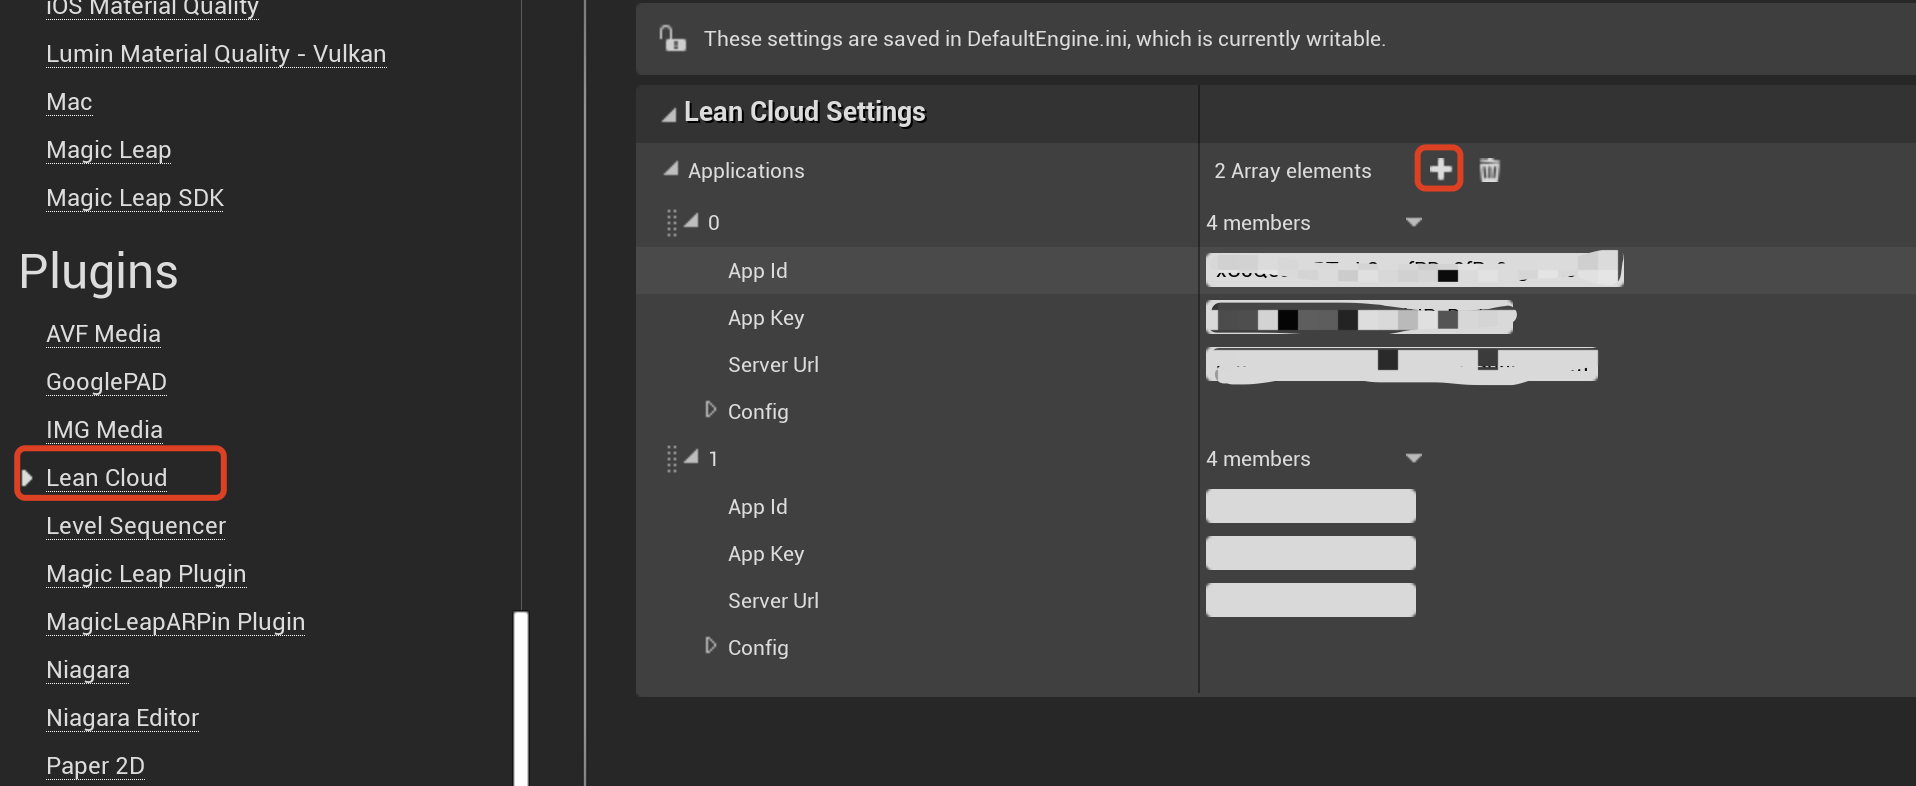 iOS Material Quality
Lumin Material Quality - Vulkan
Mac
Magic Leap
Magic Leap SDK
Plugins
AVF Media
GooglePAD
IMG Media
Lean Cloud
Level Sequencer
Magic Leap Plugin
MagicLeapARPin Plugin
Niagara
Niagara Editor
Paper 2D
These settings are saved in DefaultEngine.ini, which is currently writable.
Lean Cloud Settings
Applications 2 Array elements
0 4 members
App Id
App Key
Server Url
Config
1 4 members
App Id
App Key
Server Url
Config